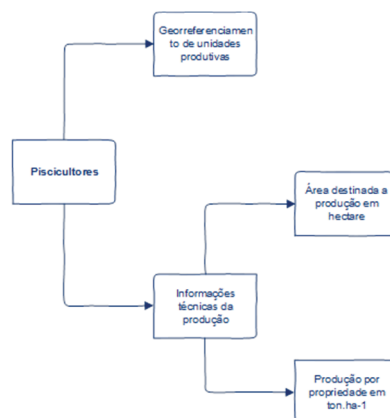 Georreferenciamen
to de unidades
produtivas
Piscicultores
Área destinada a
produção em
hectare
Informações
técnicas da
produção
Produção por
propriedade em
ton.ha-1